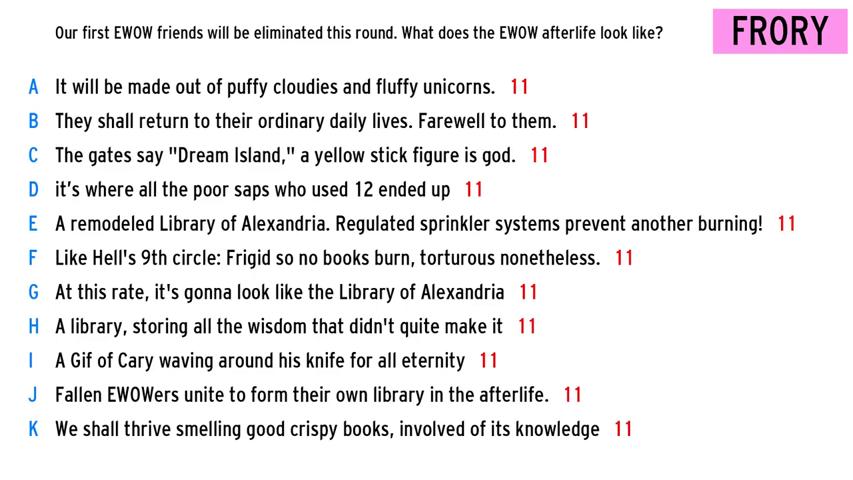 Our first EWOW friends will be eliminated this round. What does the EWOW afterlife look like?
FRORY
A It will be made out of puffy cloudies and fluffy unicorns. 11
B They shall return to their ordinary daily lives. Farewell to them. 11
C The gates say "Dream Island," a yellow stick figure is god. 11
D it's where all the poor saps who used 12 ended up 11
E A remodeled Library of Alexandria. Regulated sprinkler systems prevent another burning! 11
F Like Hell's 9th circle: Frigid so no books burn, torturous nonetheless. 11
G At this rate, it's gonna look like the Library of Alexandria 11
H A library, storing all the wisdom that didn't quite make it 11
I A Gif of Cary waving around his knife for all eternity 11
J Fallen EWOWers unite to form their own library in the afterlife. 11
K We shall thrive smelling good crispy books, involved of its knowledge 11